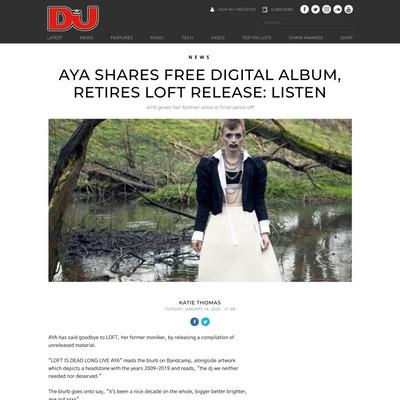 DJ
SIGN IN / REGISTER
SUBSCRIBE
LATEST NEWS FEATURES MUSIC TECH VIDEO TOP 100 LISTS CHINA AWARDS SHOP
NEWS
AYA SHARES FREE DIGITAL ALBUM,
RETIRES LOFT RELEASE: LISTEN
AYA gives her former alias a final send-off
KATIE THOMAS
TUESDAY, JANUARY 14, 2020 - 21:48
AYA has said goodbye to LOFT, her former moniker, by releasing a compilation of
unreleased material.
"LOFT IS DEAD LONG LIVE AYA" reads the blurb on Bandcamp, alongside artwork
which depicts a headstone with the years 2009-2019 and reads, "the dj we neither
needed nor deserved."
The blurb goes onto say, "it's been a nice decade on the whole, bigger better brighter,
aya out xoxx".